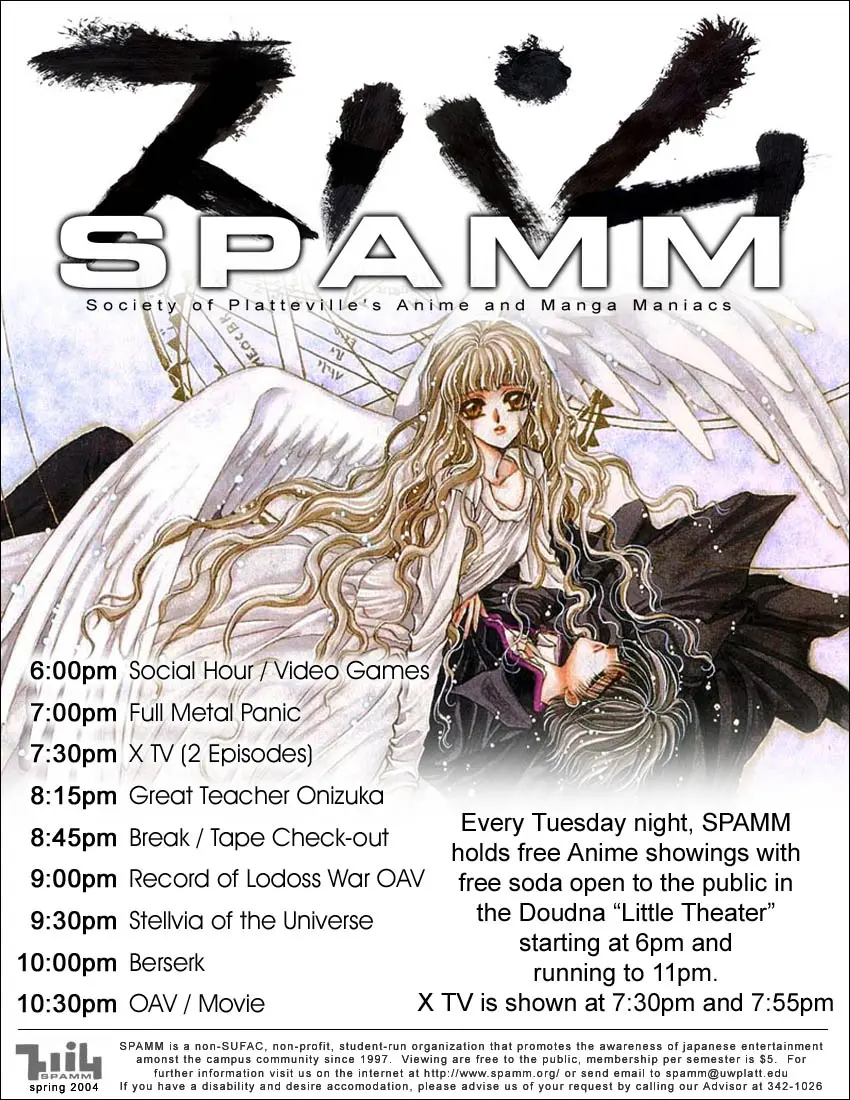 スパム
SPAMM
Society of Platteville's Anime and Manga Maniacs
6:00pm Social Hour / Video Games
7:00pm Full Metal Panic
7:30pm X TV (2 Episodes)
8:15pm Great Teacher Onizuka
8:45pm Break / Tape Check-out
9:00pm Record of Lodoss War OAV
9:30pm Stellvia of the Universe
10:00pm Berserk
10:30pm OAV / Movie
Every Tuesday night, SPAMM
holds free Anime showings with
free soda open to the public in
the Doudna “Little Theater”
starting at 6pm and
running to 11pm.
X TV is shown at 7:30pm and 7:55pm
スパム
SPAMM
spring 2004
SPAMM is a non-SUFAC, non-profit, student-run organization that promotes the awareness of japanese entertainment
amonst the campus community since 1997. Viewing are free to the public, membership per semester is $5. For
further information visit us on the internet at http://www.spamm.org/ or send email to spamm@uwplatt.edu
If you have a disability and desire accomodation, please advise us of your request by calling our Advisor at 342-1026